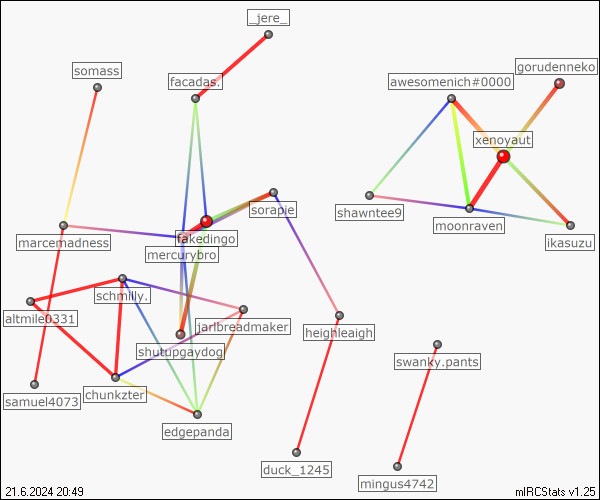 _jere_
somass
facadas.
awesomenich#0000
gorudenneko
xenoyaut
sorapie
shawntee9
moonraven
ikasuzu
marcemadness
fakedingo
mercurybro
schmilly.
altmile0331
jarlbreadmaker
heighleaigh
shutupgaydog
swanky.pants
samuel4073
chunkzter
edgepanda
duck_1245
mingus4742
21.6.2024 20:49
mIRCStats v1.25